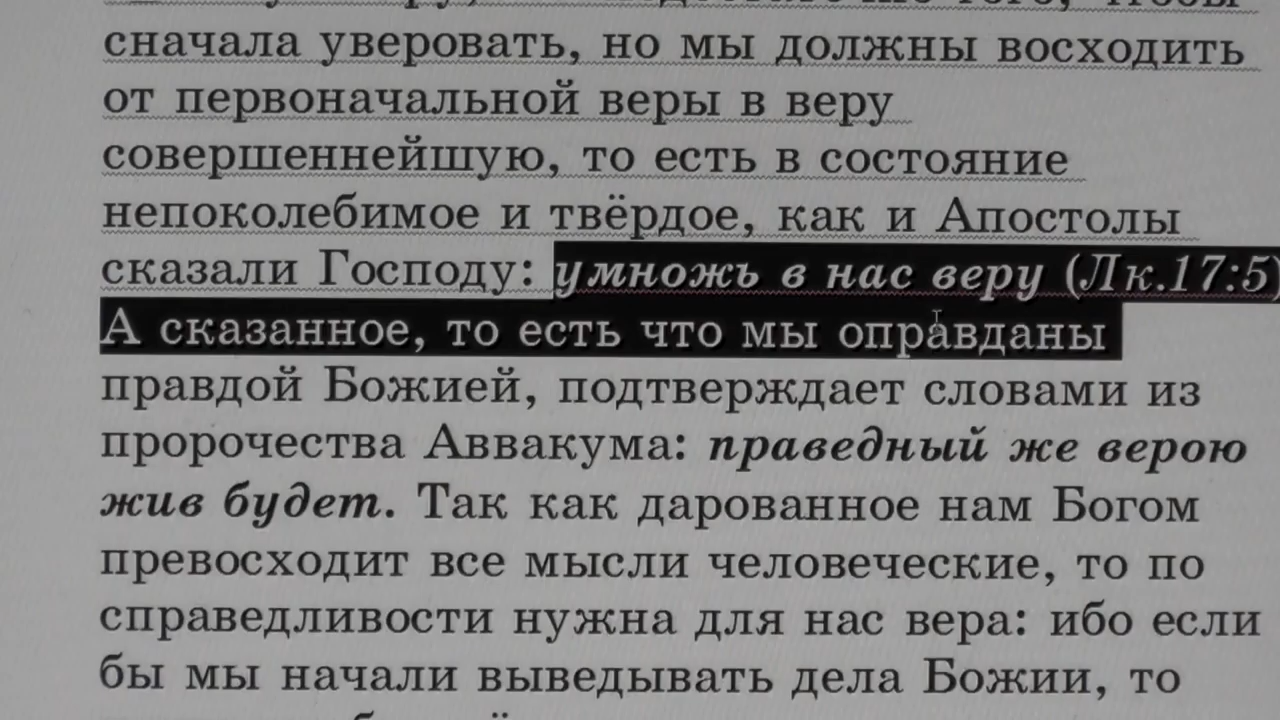 сначала уверовать, но мы должны восходить
от первоначальной веры в веру
совершеннейшую, то есть в состояние
непоколебимое и твёрдое, как и Апостолы
сказали Господу: умножь в нас веру (Лк.17:5)
А сказанное, то есть что мы оправданы
правдой Божией, подтверждает словами из
пророчества Аввакума: праведный же верою
жив будет. Так как дарованное нам Богом
превосходит все мысли человеческие, то по
справедливости нужна для нас вера: ибо если
бы мы начали выведывать дела Божии, то